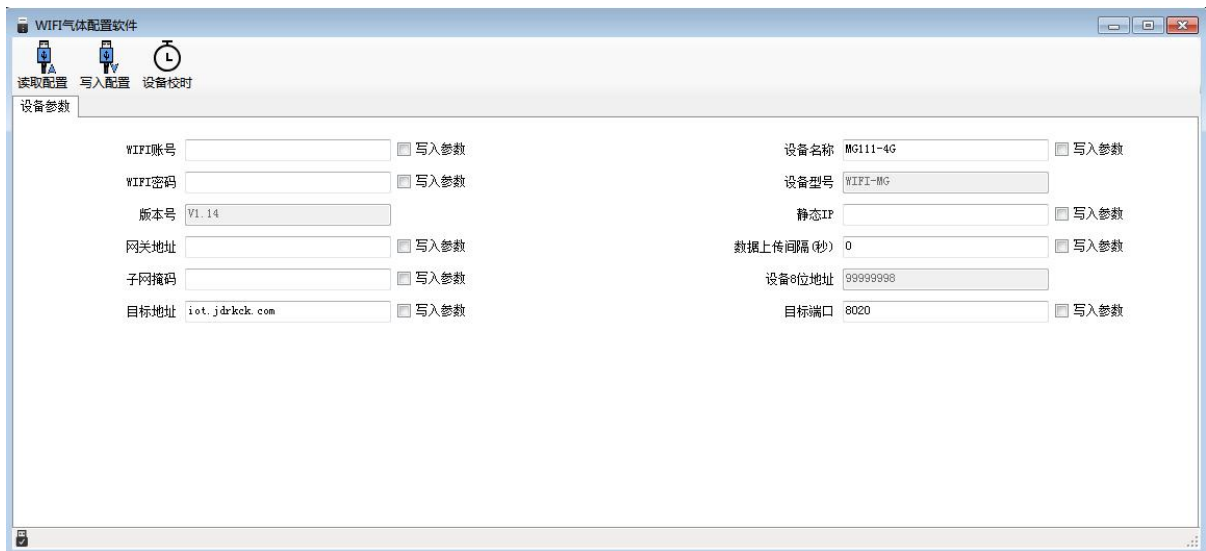 WIFI气体配置软件
读取配置 写入配置 设备校时
设备参数
WIFI账号 写入参数 设备名称 MG111-4G 写入参数
WIFI密码 写入参数 设备型号 WIFI-MG
版本号 V1.14 静态IP 写入参数
网关地址 写入参数 数据上传间隔(秒) 0 写入参数
子网掩码 写入参数 设备8位地址 99999998
目标地址 iot.jdrkck.com 写入参数 目标端口 8020 写入参数